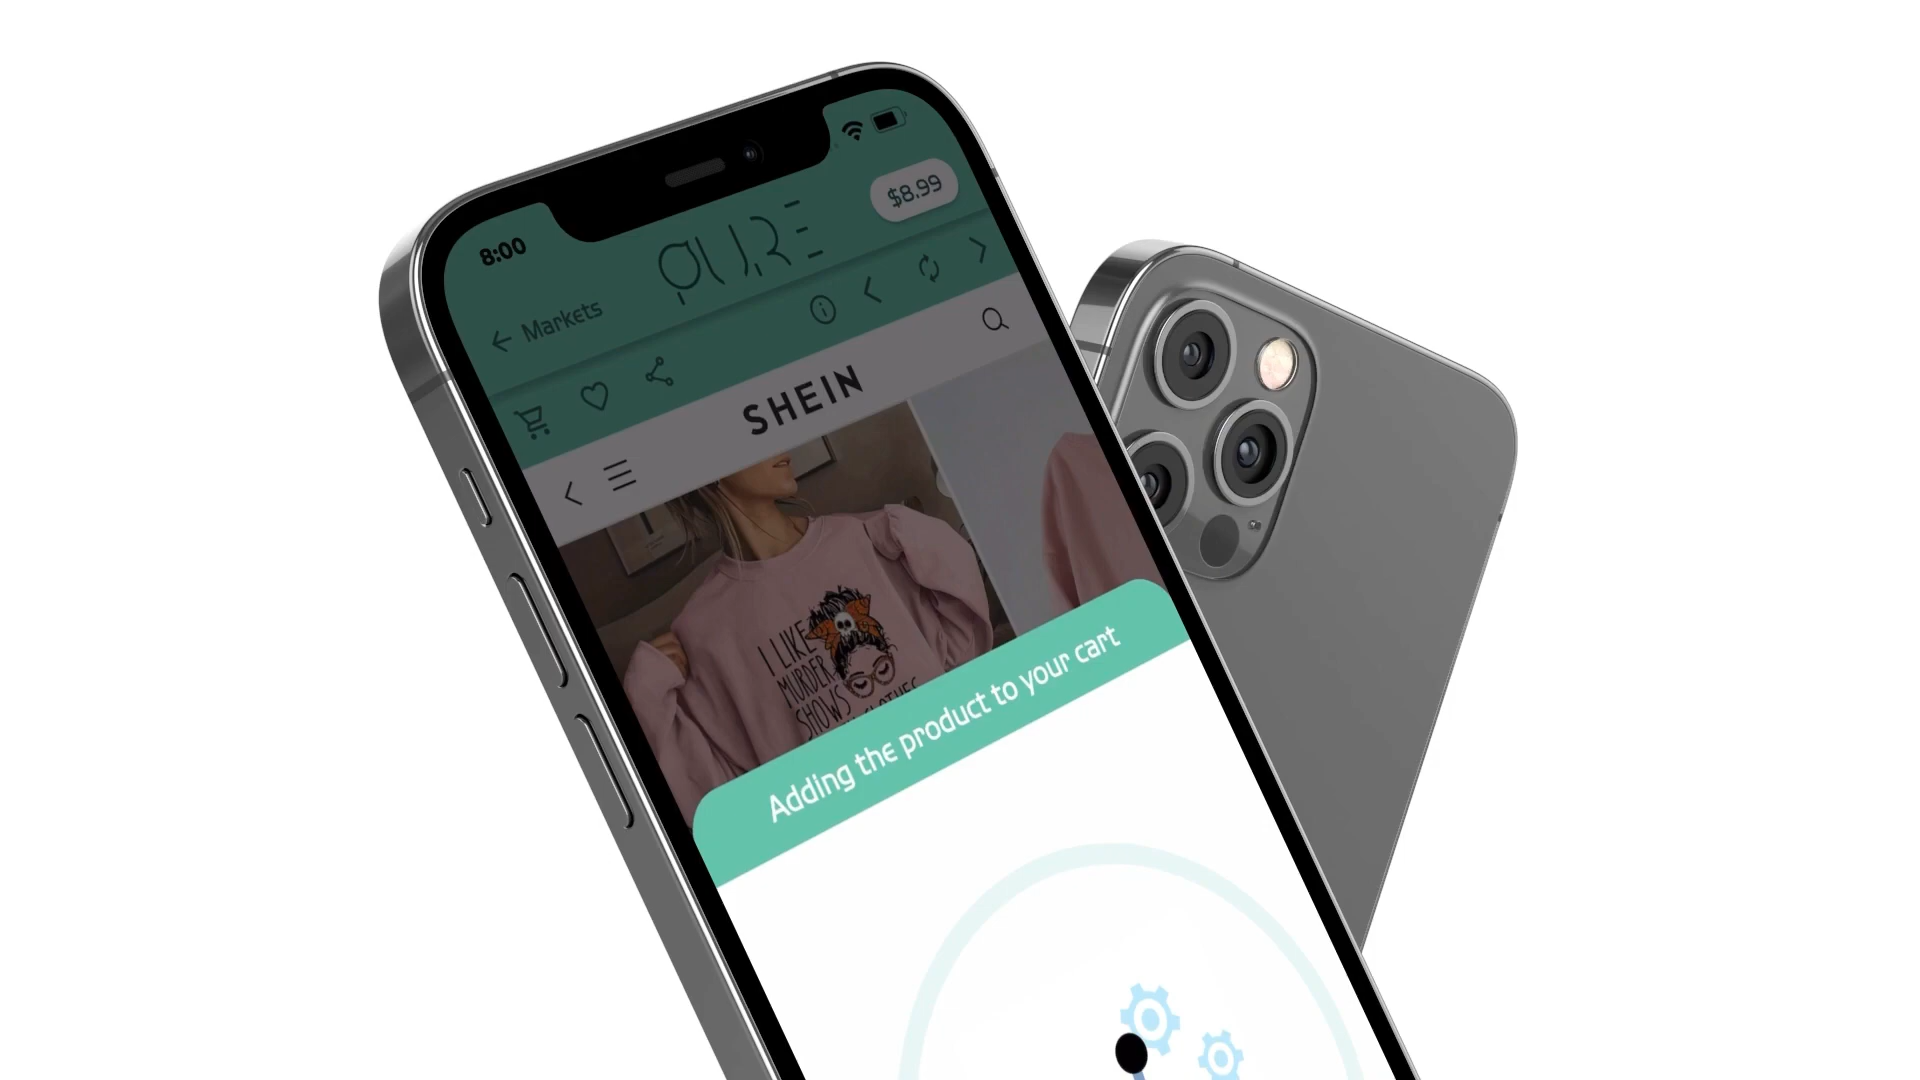 8:00
QURE
$8.99
← Markets
SHEIN
I LIKE
MURDER
SHOWS
Adding the product to your cart